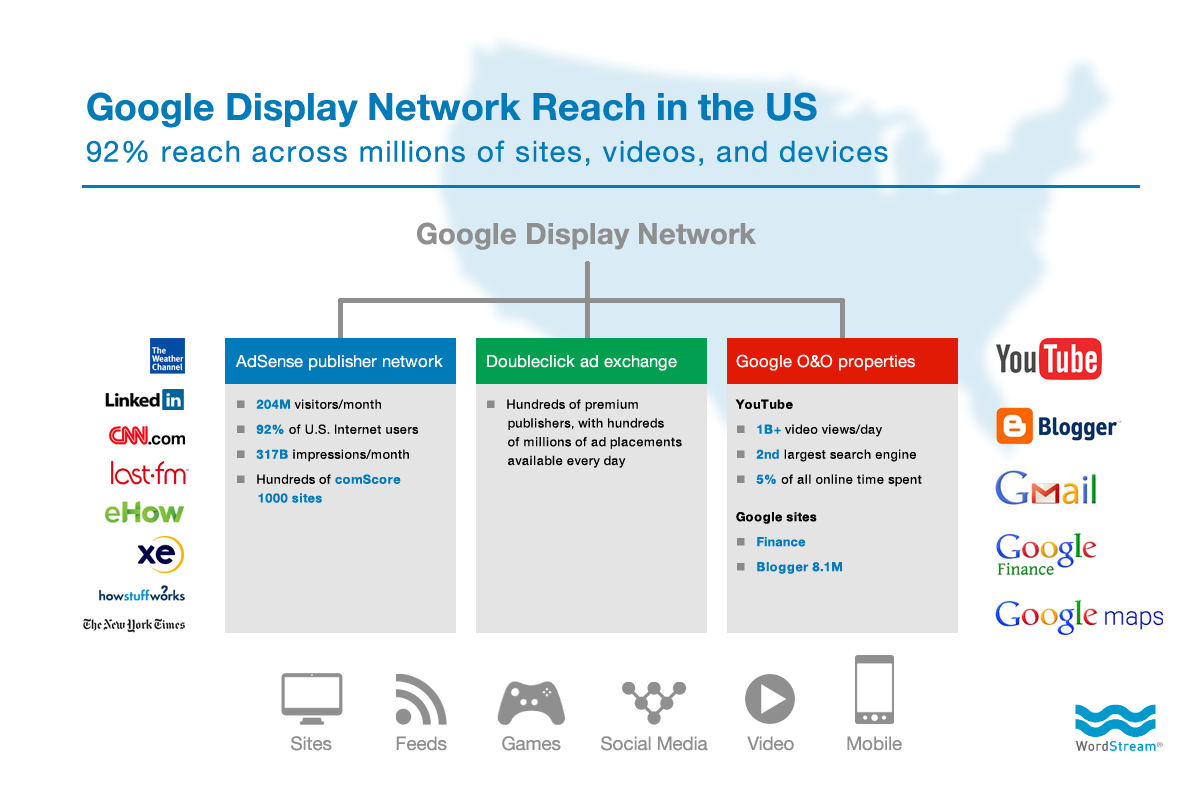 Google Display Network Reach in the US
92% reach across millions of sites, videos, and devices
Google Display Network
The
Weather
Channel
Linked in
CNN.com
last.fm
eHow
xe
howstuffworks
The New York Times
AdSense publisher network
204M visitors/month
92% of U.S. Internet users
317B impressions/month
Hundreds of comScore
1000 sites
Doubleclick ad exchange
Hundreds of premium
publishers, with hundreds
of millions of ad placements
available every day
Google O&O properties
YouTube
1B+ video views/day
2nd largest search engine
5% of all online time spent
Google sites
Finance
Blogger 8.1M
YouTube
Blogger
Gmail
Google
Finance
Google maps
Sites
Feeds
Games
Social Media
Video
Mobile
WordStream®